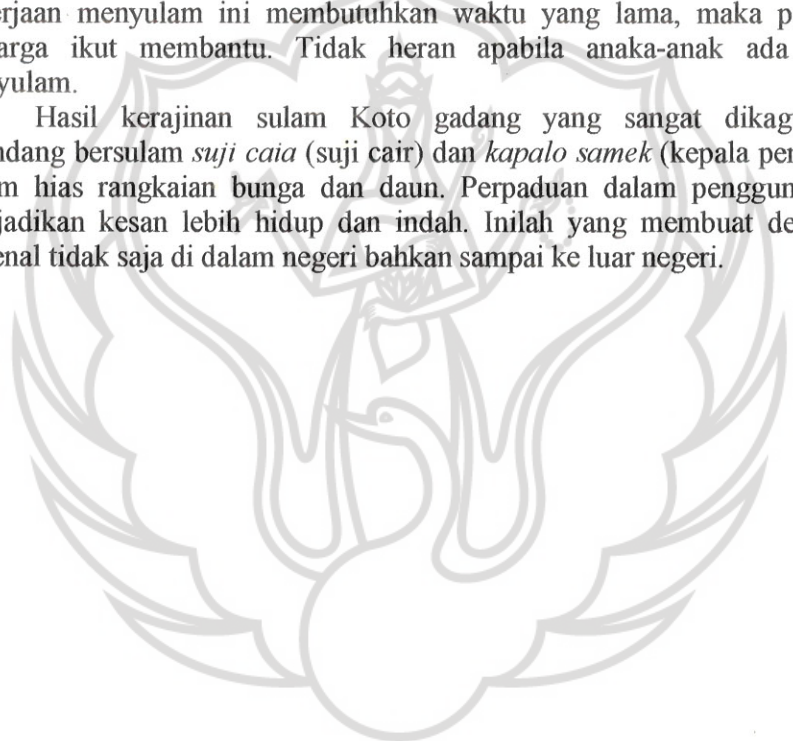 erjaan menyulam ini membutuhkan waktu yang lama, maka p
arga ikut membantu. Tidak heran apabila anaka-anak ada
yulam.
Hasil kerajinan sulam Koto gadang yang sangat dikag
ndang bersulam suji caia (suji cair) dan kapalo samek (kepala pen
m hias rangkaian bunga dan daun. Perpaduan dalam penggun
jadikan kesan lebih hidup dan indah. Inilah yang membuat de
enal tidak saja di dalam negeri bahkan sampai ke luar negeri.